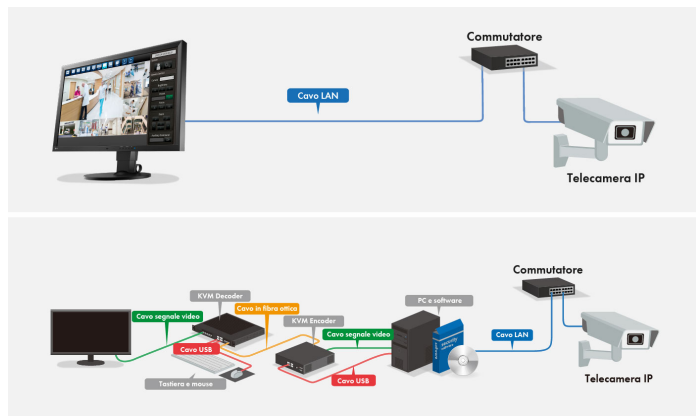 Commutatore
Cavo LAN
Telecamera IP
Commutatore
KVM Decoder
PC e software
Cavo in fibra ottica
Cavo segnale video
KVM Encoder
Cavo segnale video
Cavo LAN
Cavo USB
Telecamera IP
Cavo USB
Tastiera e mouse